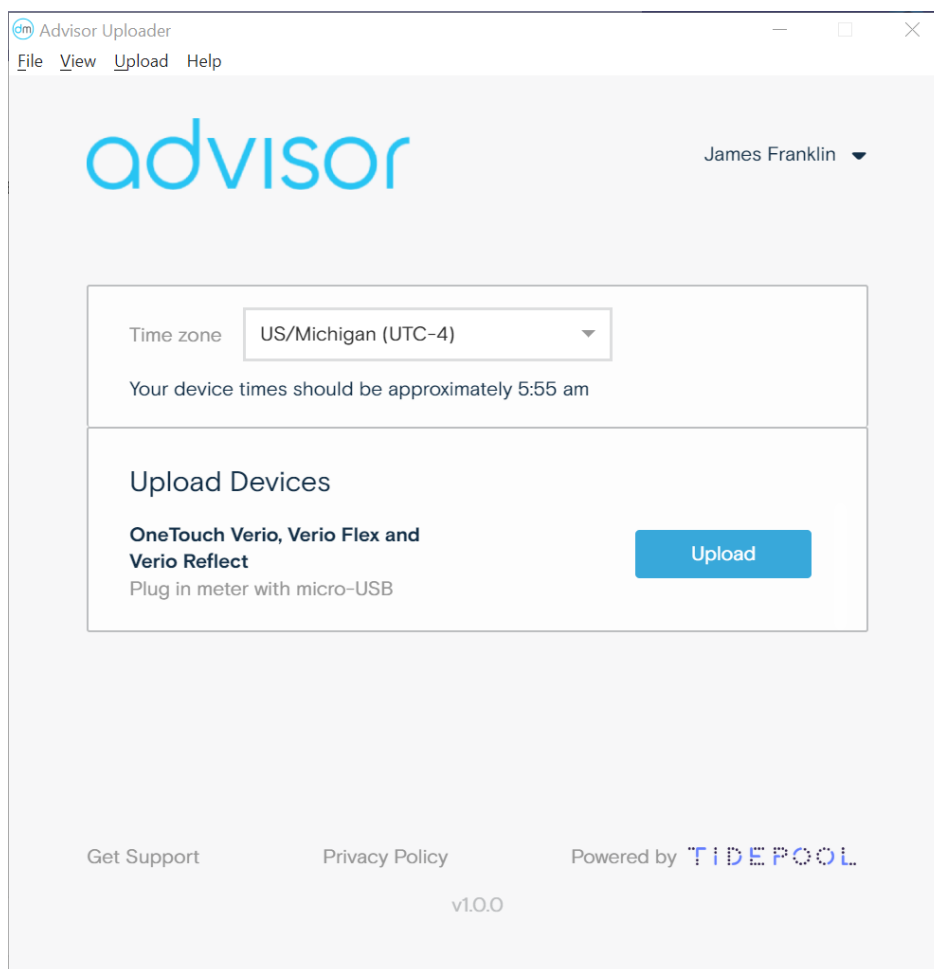 dm Advisor Uploader
File View Upload Help
advisor
James Franklin
Time zone US/Michigan (UTC-4)
Your device times should be approximately 5:55 am
Upload Devices
OneTouch Verio, Verio Flex and
Verio Reflect
Plug in meter with micro-USB
Upload
Get Support Privacy Policy Powered by TIDEPOOL
v1.0.0